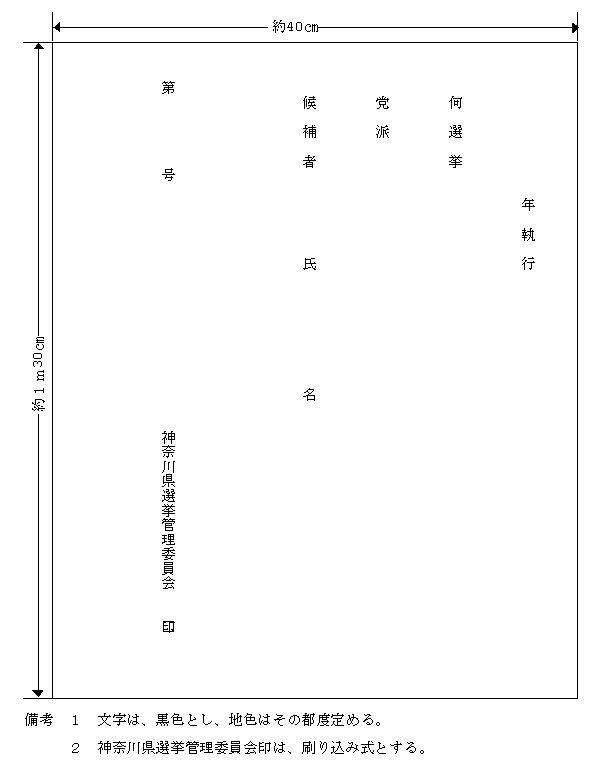 約40㎝
約１ｍ30㎝
年執行
何選挙
党派
候補者　氏　名
第　号
神奈川県選挙管理委員会　印
備考　１　文字は、黒色とし、地色はその都度定める。
２　神奈川県選挙管理委員会印は、刷り込み式とする。